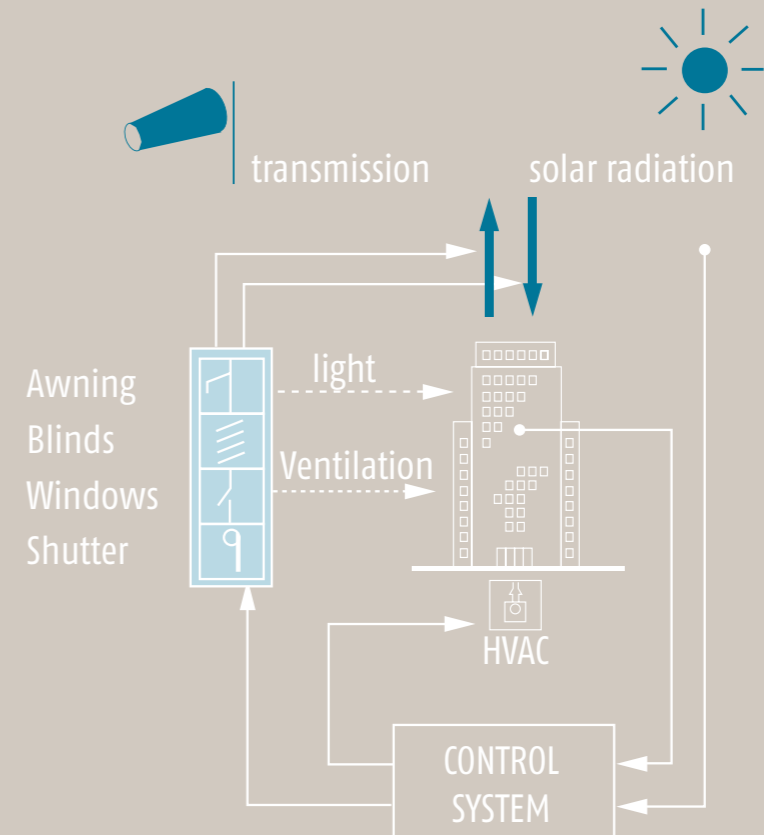 transmission
solar radiation
Awning
Blinds
Windows
Shutter
light
Ventilation
HVAC
CONTROL
SYSTEM